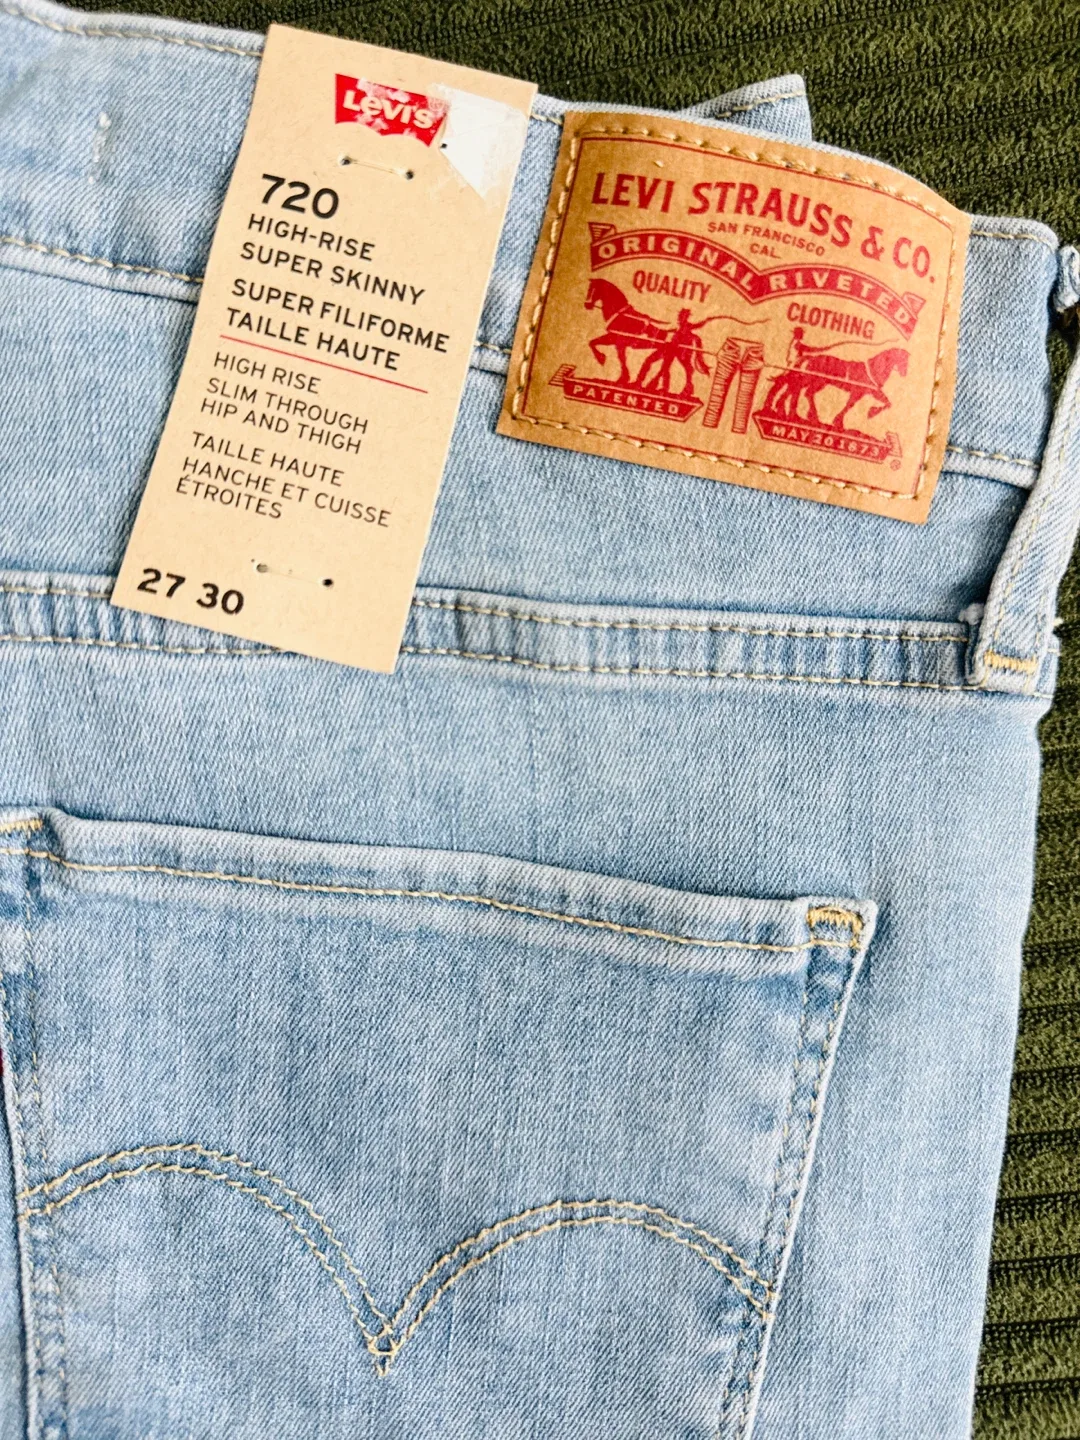 LEVI'S
720
HIGH-RISE
SUPER SKINNY
SUPER FILIFORME
TAILLE HAUTE
HIGH RISE
SLIM THROUGH
HIP AND THIGH
TAILLE HAUTE
HANCHE ET CUISSE
ÉTROITES
27 30
LEVI STRAUSS & CO.
SAN FRANCISCO
CAL.
ORIGINAL RIVETED
QUALITY CLOTHING
PATENTED MAY 20 1873
®